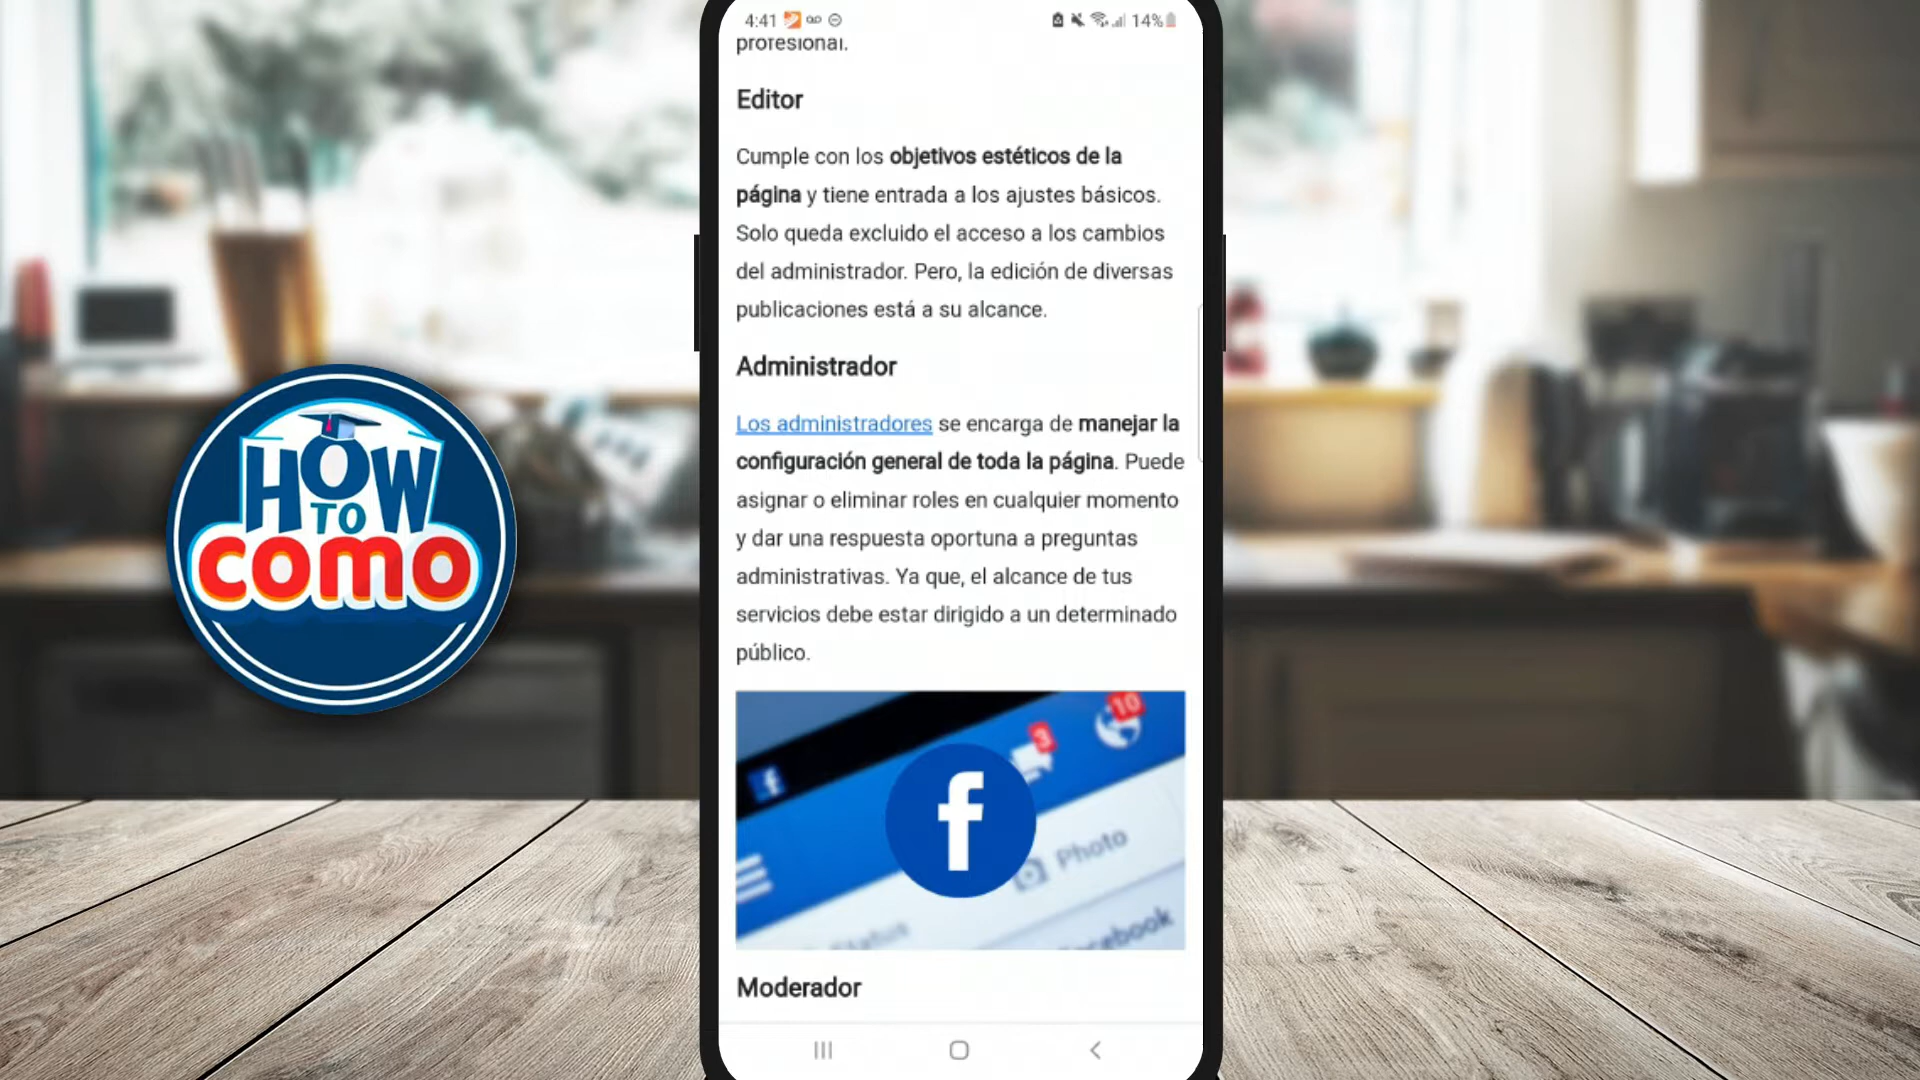 4:41
14%
profesional.
Editor
Cumple con los objetivos estéticos de la
página y tiene entrada a los ajustes básicos.
Solo queda excluido el acceso a los cambios
del administrador. Pero, la edición de diversas
publicaciones está a su alcance.
Administrador
Los administradores se encarga de manejar la
configuración general de toda la página. Puede
asignar o eliminar roles en cualquier momento
y dar una respuesta oportuna a preguntas
administrativas. Ya que, el alcance de tus
servicios debe estar dirigido a un determinado
público.
10
3
f
f
Photo
Status
facebook
Moderador
HOW
TO
COMO